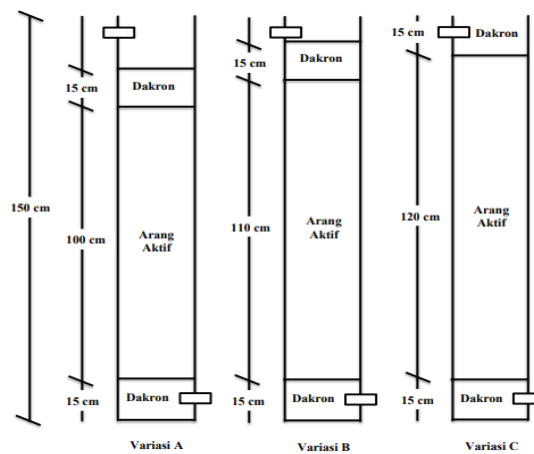 150 cm
15 cm
Dakron
100 cm
Arang
Aktif
15 cm
Dakron
Variasi A
15 cm
Dakron
110 cm
Arang
Aktif
15 cm
Dakron
Variasi B
15 cm
Dakron
120 cm
Arang
Aktif
15 cm
Dakron
Variasi C